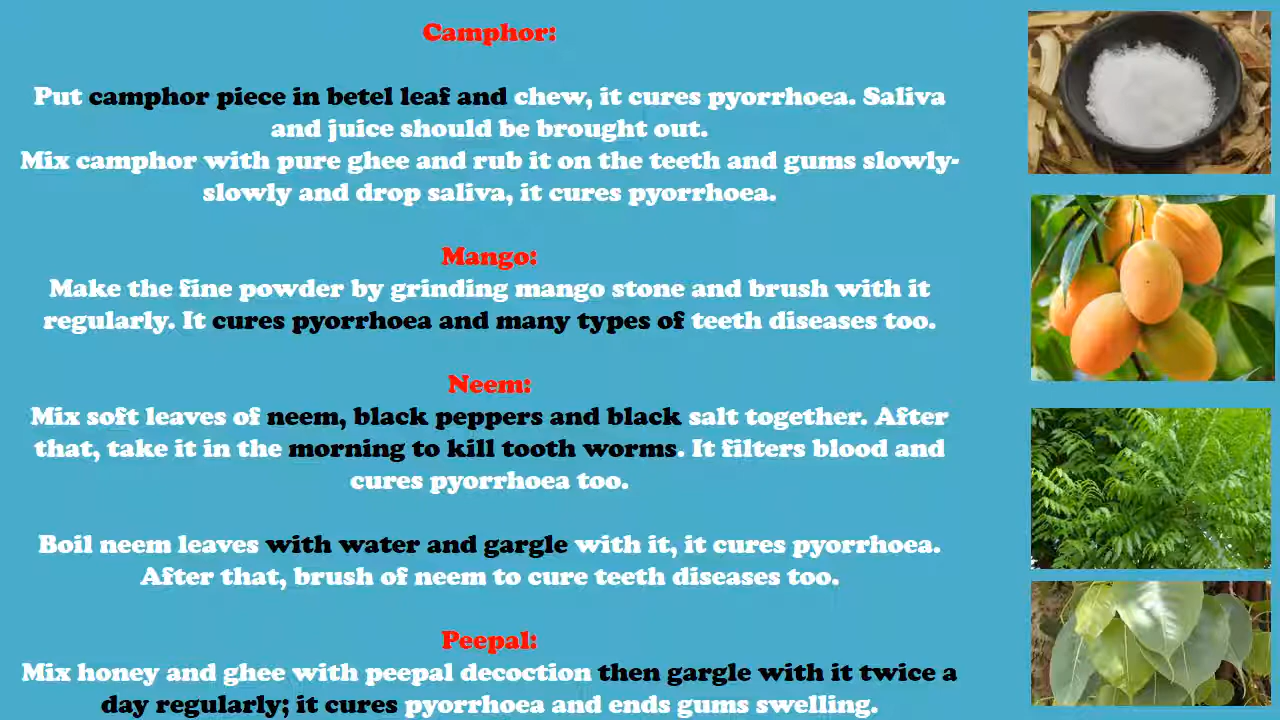 Camphor:
Put camphor piece in betel leaf and chew, it cures pyorrhoea. Saliva
and juice should be brought out.
Mix camphor with pure ghee and rub it on the teeth and gums slowly-
slowly and drop saliva, it cures pyorrhoea.
Mango:
Make the fine powder by grinding mango stone and brush with it
regularly. It cures pyorrhoea and many types of teeth diseases too.
Neem:
Mix soft leaves of neem, black peppers and black salt together. After
that, take it in the morning to kill tooth worms. It filters blood and
cures pyorrhoea too.
Boil neem leaves with water and gargle with it, it cures pyorrhoea.
After that, brush of neem to cure teeth diseases too.
Peepal:
Mix honey and ghee with peepal decoction then gargle with it twice a
day regularly; it cures pyorrhoea and ends gums swelling.